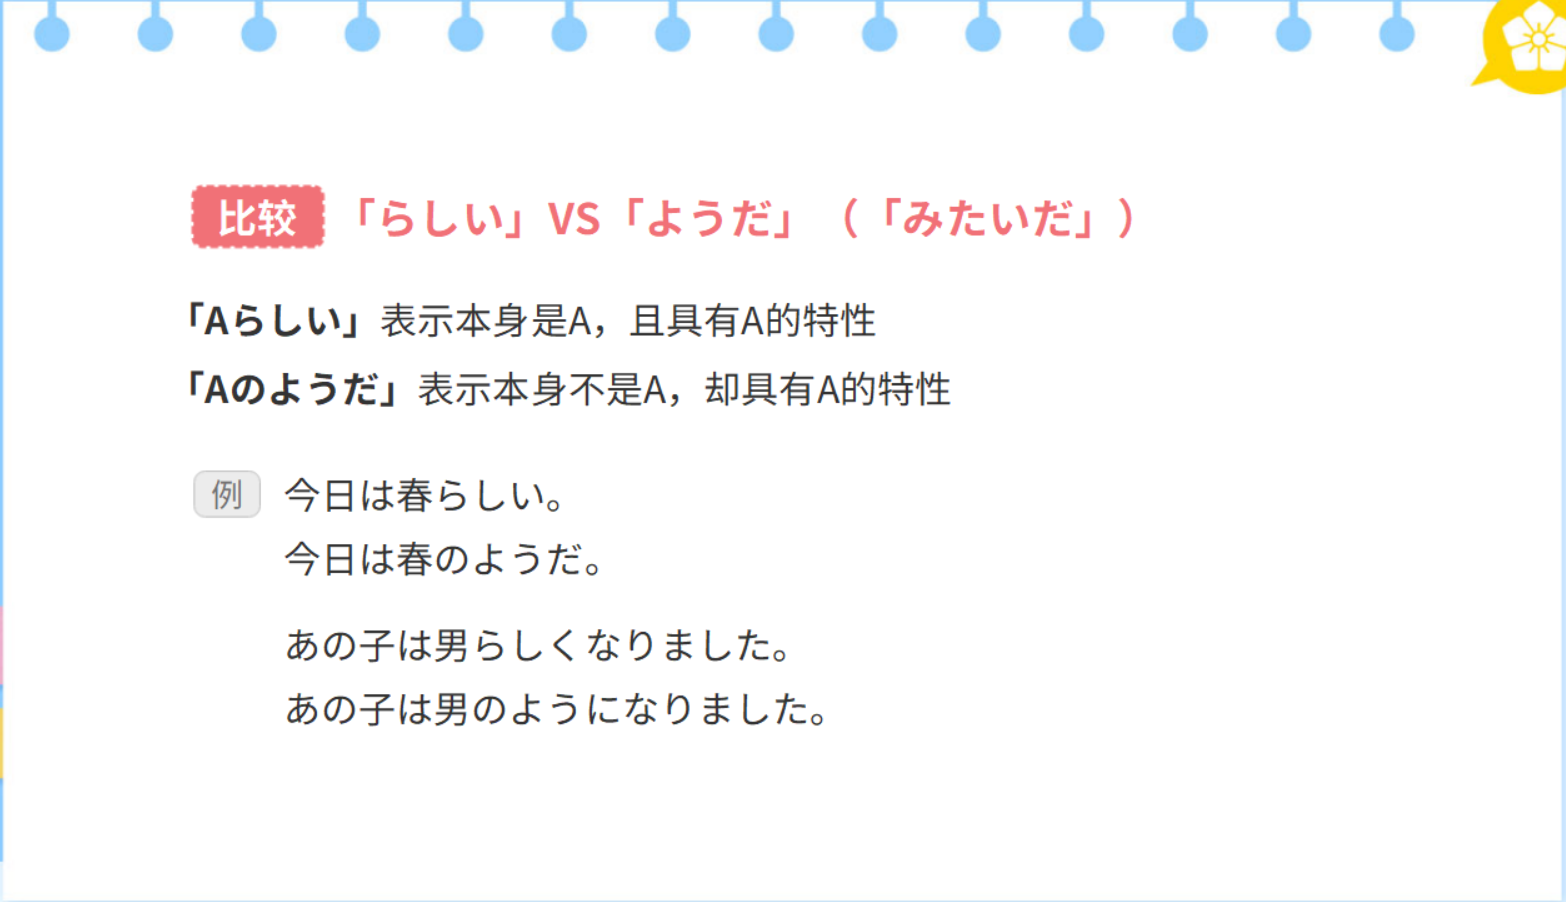 比较 「らしい」VS「ようだ」（「みたいだ」）
「Aらしい」表示本身是A，且具有A的特性
「Aのようだ」表示本身不是A，却具有A的特性
例 今日は春らしい。
今日は春のようだ。
あの子は男らしくなりました。
あの子は男のようになりました。